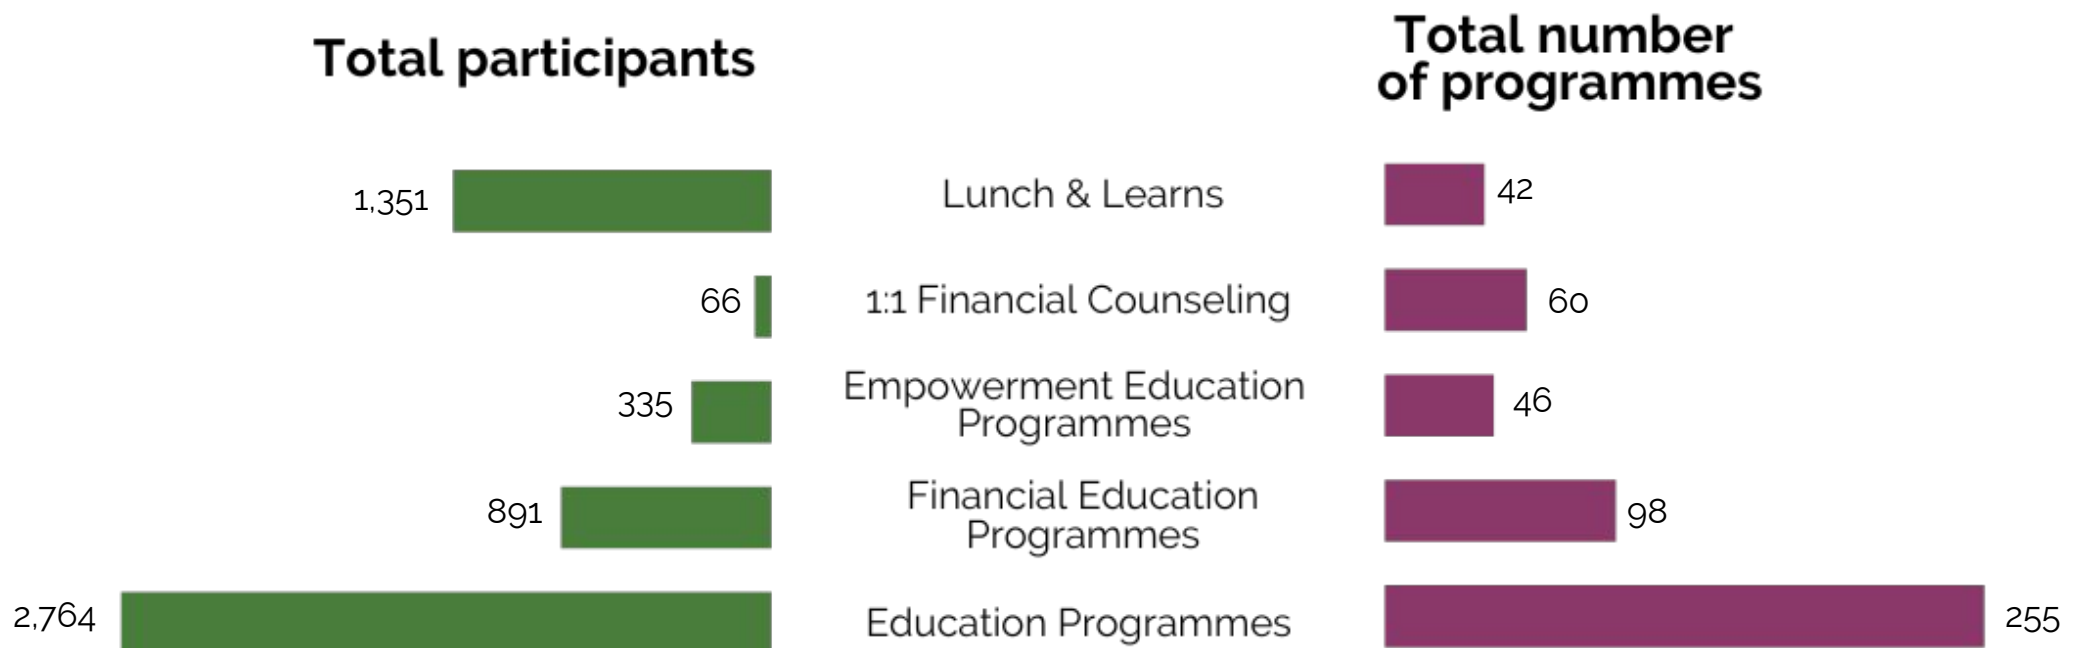 Total participants
Total number
of programmes
1,351
Lunch & Learns
42
66
1:1 Financial Counseling
60
335
Empowerment Education
Programmes
46
891
Financial Education
Programmes
98
2,764
Education Programmes
255